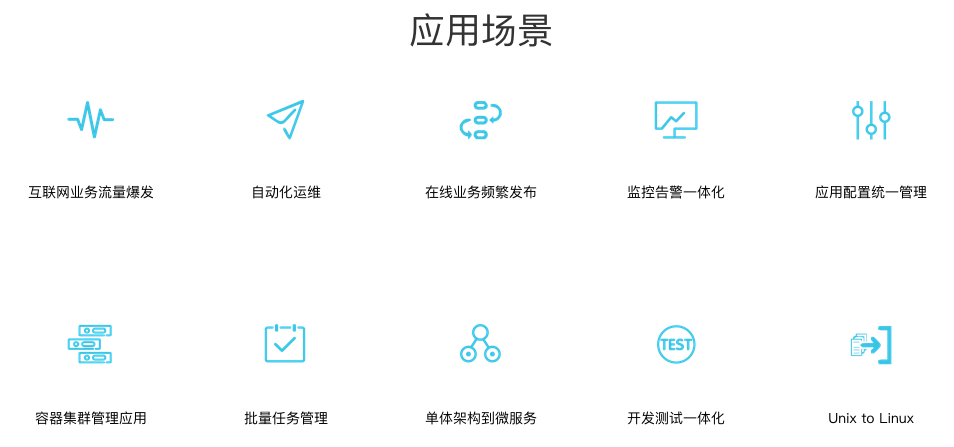 应用场景
互联网业务流量爆发
自动化运维
在线业务频繁发布
监控告警一体化
应用配置统一管理
TEST
容器集群管理应用
批量任务管理
单体架构到微服务
开发测试一体化
Unix to Linux